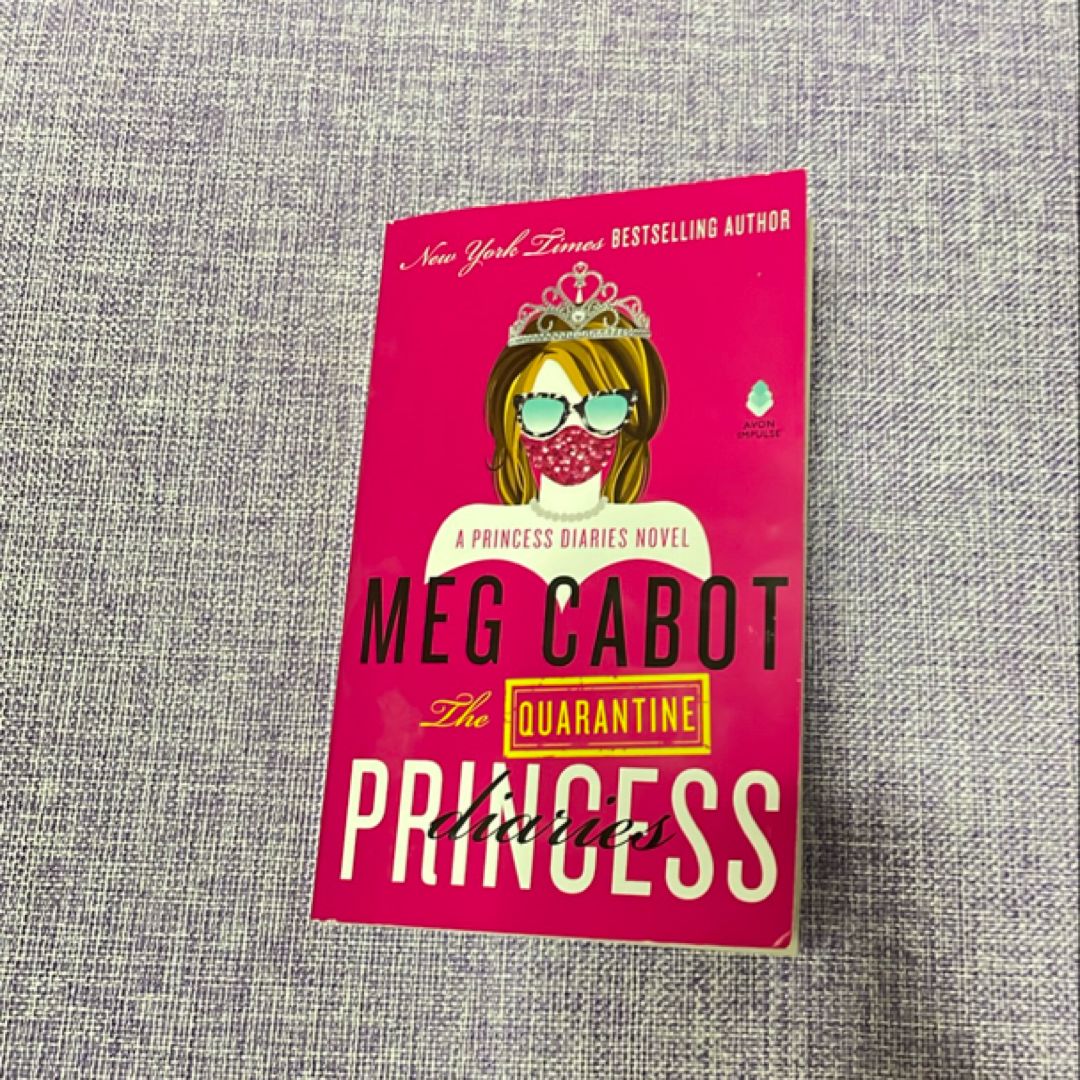 New York Times BESTSELLING AUTHOR
AVON
IMPULSE
A PRINCESS DIARIES NOVEL
MEG CABOT
The QUARANTINE
PRINCESS
diaries